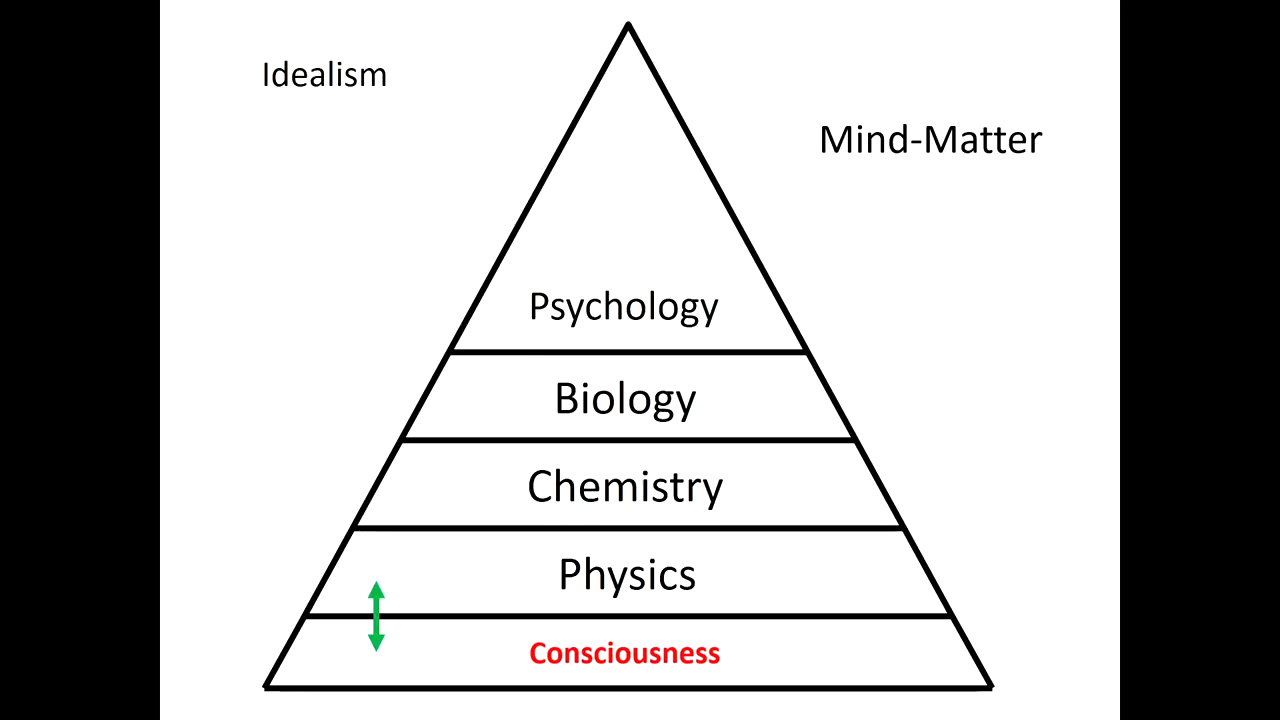 Idealism
Mind-Matter
Psychology
Biology
Chemistry
Physics
Consciousness